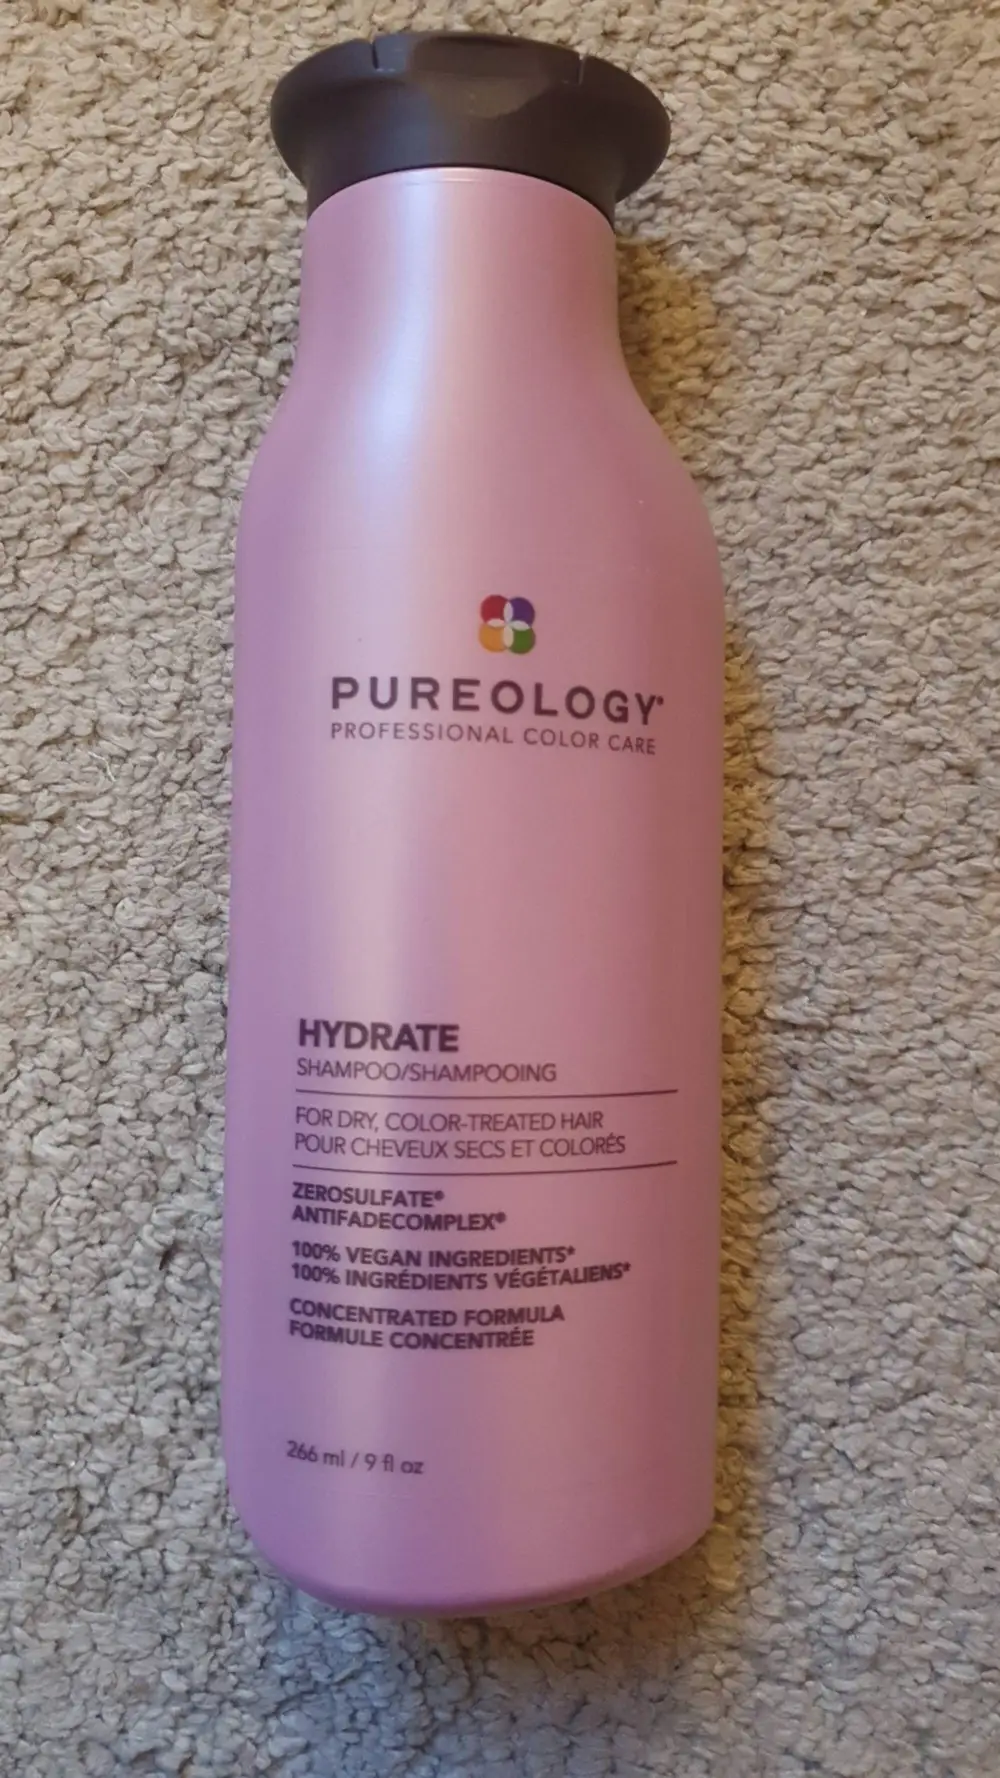 PUREOLOGY®
PROFESSIONAL COLOR CARE
HYDRATE
SHAMPOO/SHAMPOOING
FOR DRY, COLOR-TREATED HAIR
POUR CHEVEUX SECS ET COLORÉS
ZEROSULFATE®
ANTIFADECOMPLEX®
100% VEGAN INGREDIENTS*
100% INGRÉDIENTS VÉGÉTALIENS*
CONCENTRATED FORMULA
FORMULE CONCENTRÉE
266 ml / 9 fl oz